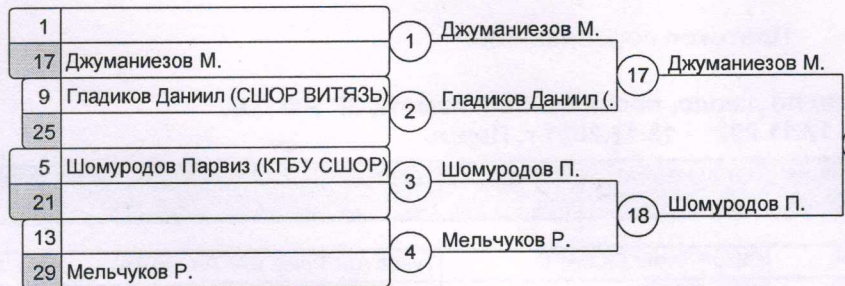 1
17 Джуманиезов М.
9 Гладиков Даниил (СШОР ВИТЯЗЬ)
25
5 Шомуродов Парвиз (КГБУ СШОР)
21
13
29 Мельчуков Р.
1 Джуманиезов М.
2 Гладиков Даниил (.
3 Шомуродов П.
4 Мельчуков Р.
17 Джуманиезов М.
18 Шомуродов П.